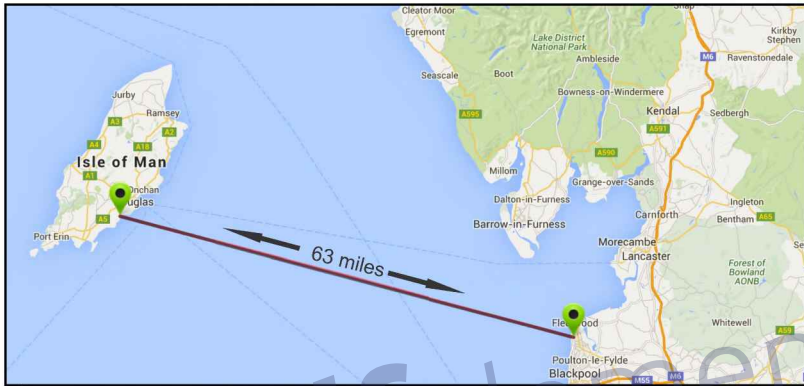 Cleator Moor
Egremont
Shap
Kirkby
Stephen
Lake District
National Park
Ambleside
M6
Ravenstonedale
Seascale
Boot
Jurby
Bowness-on-Windermere
Ramsey
A3
A2
A595
Kendal
Sedbergh
A4
A18
A591
Isle of Man
A590
A1
Millom
Grange-over-Sands
Onchan
Dalton-in-Furness
Ingleton
A5
Carnforth
Bentham
A65
Port Erin
Barrow-in-Furness
Morecambe
Lancaster
63 miles
Forest of
Bowland
AONB
Whitewell
A59
Poulton-le-Fylde
Blackpool
M55
M6